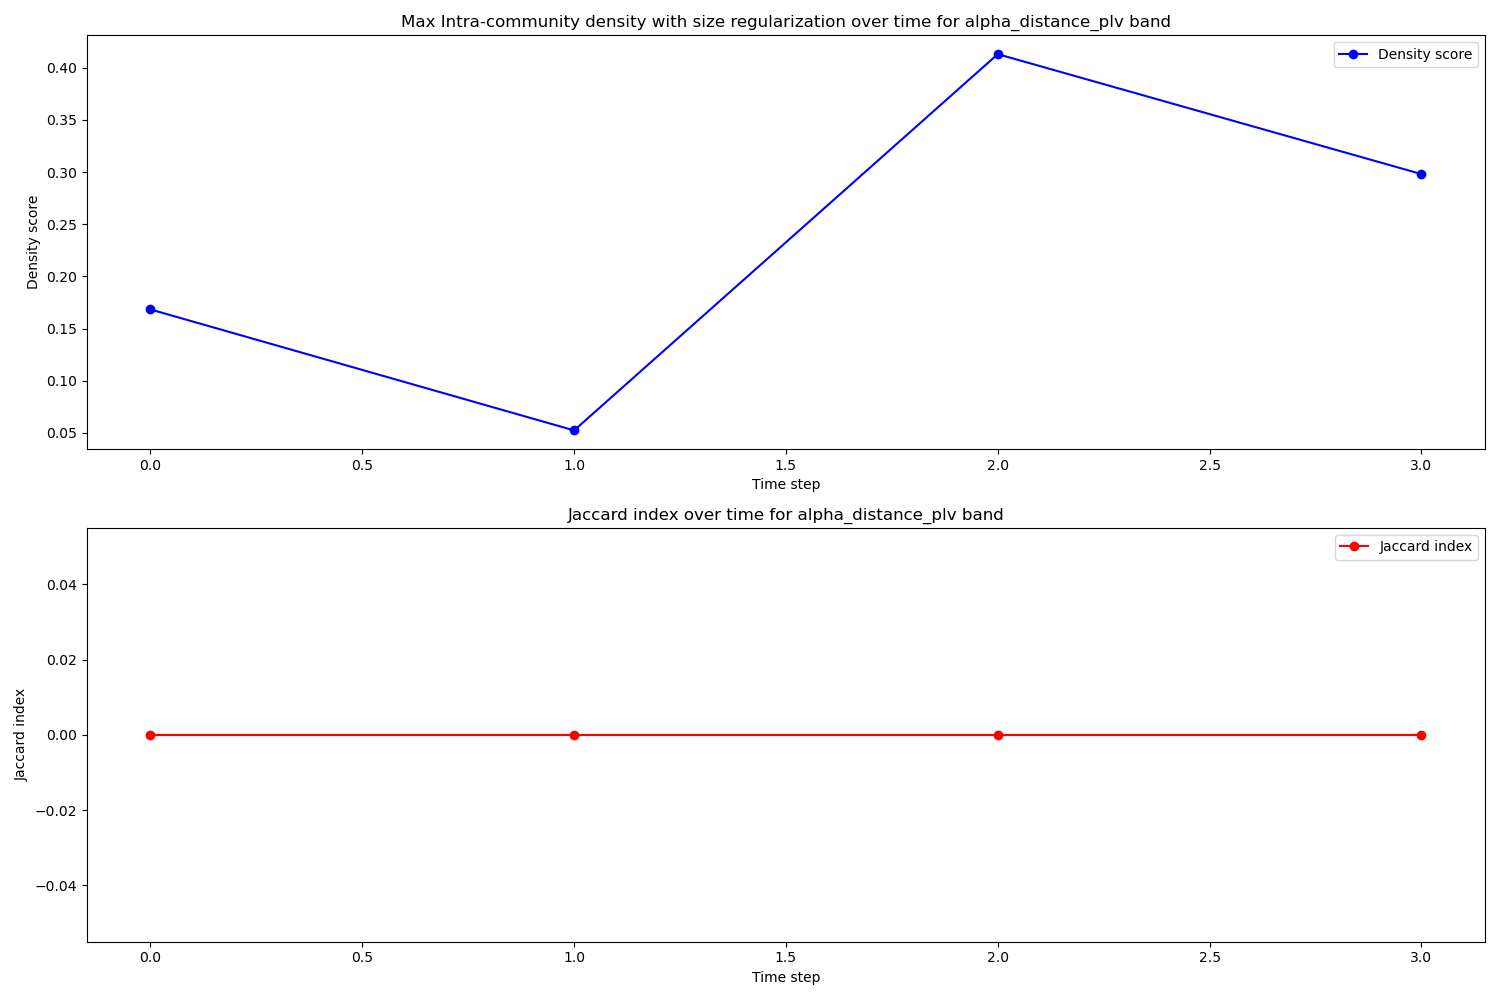 Max Intra-community density with size regularization over time for alpha_distance_plv band
Density score
0.40
0.35
0.30
0.25
0.20
0.15
0.10
0.05
Density score
0.0 0.5 1.0 1.5 2.0 2.5 3.0
Time step
Jaccard index over time for alpha_distance_plv band
Jaccard index
0.04
0.02
0.00
−0.02
−0.04
Jaccard index
0.0 0.5 1.0 1.5 2.0 2.5 3.0
Time step